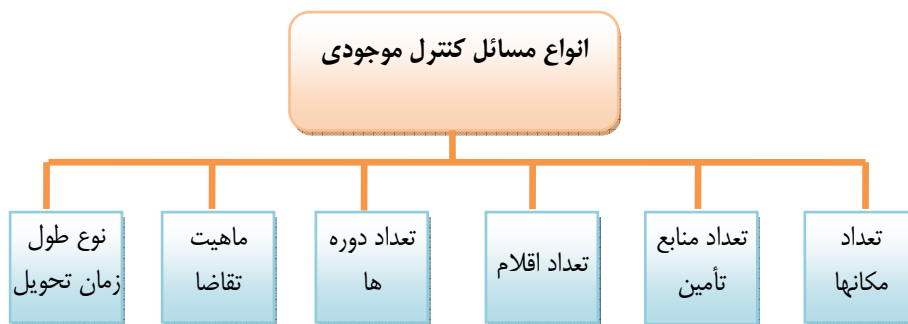 انواع مسائل کنترل موجودی
تعداد
مکانها
تعداد منابع
تأمین
تعداد اقلام
تعداد دوره
ها
ماهیت
تقاضا
نوع طول
زمان تحویل